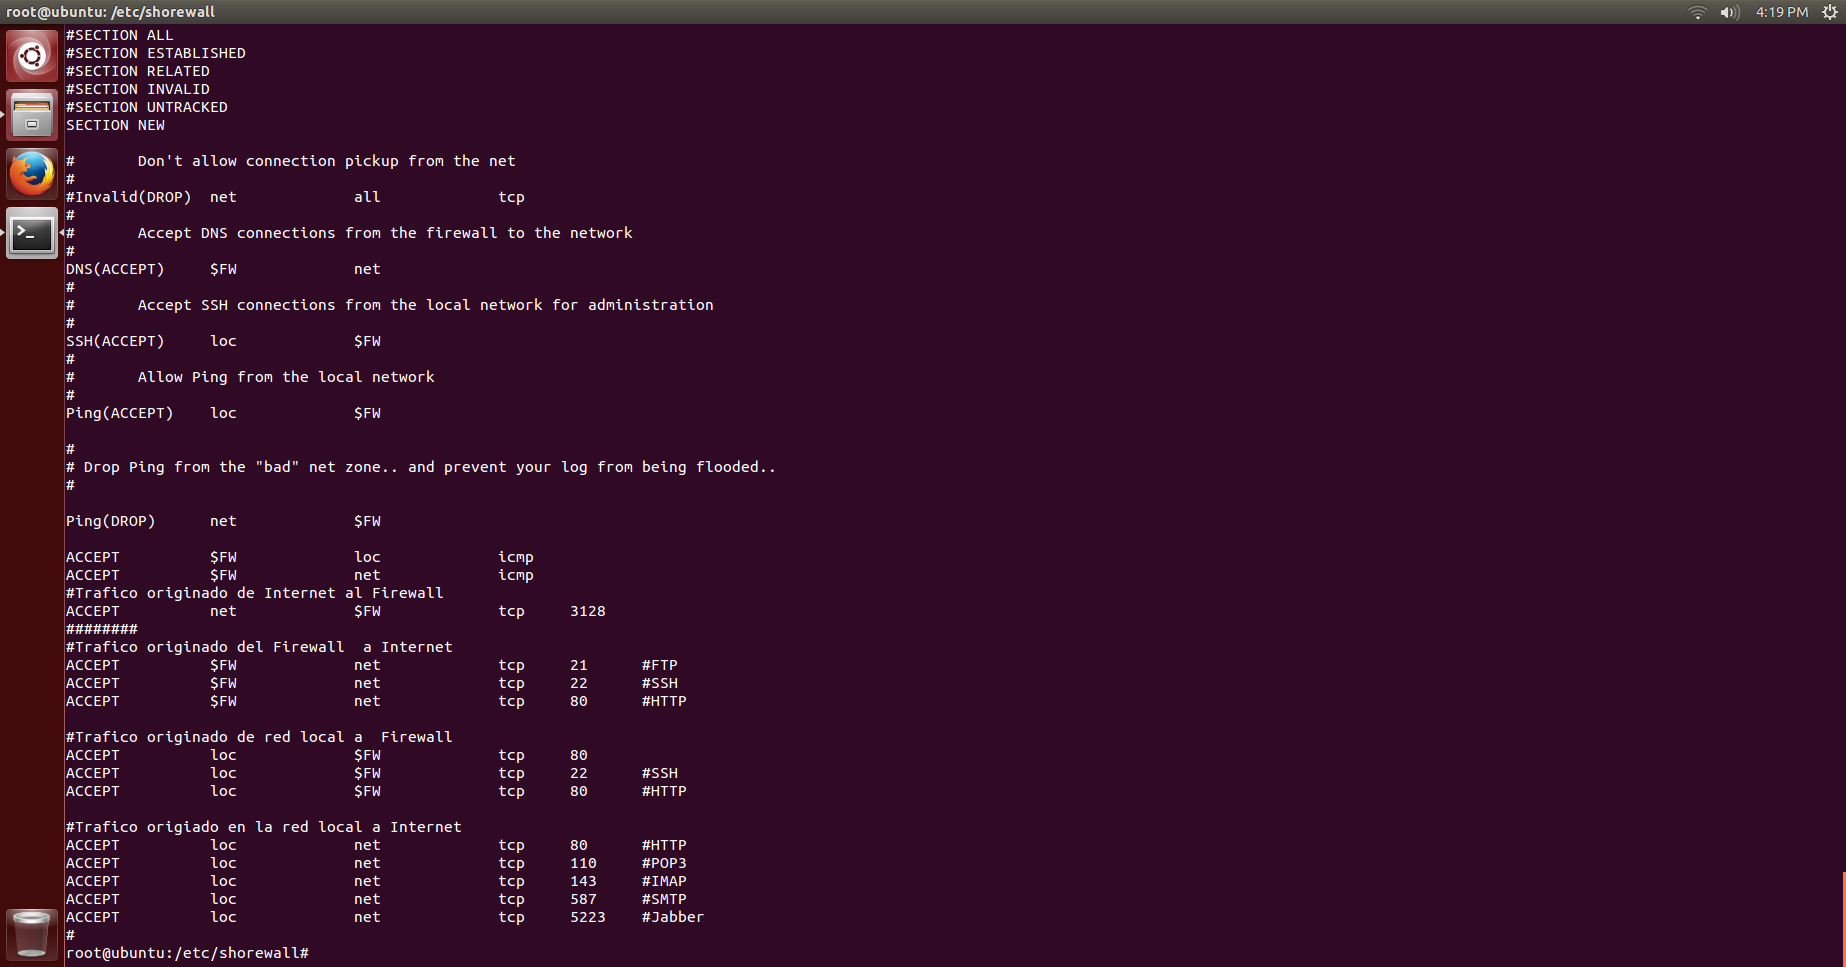 root@ubuntu: /etc/shorewall
4:19 PM
#SECTION ALL
#SECTION ESTABLISHED
#SECTION RELATED
#SECTION INVALID
#SECTION UNTRACKED
SECTION NEW
#       Don't allow connection pickup from the net
#
#Invalid(DROP)  net             all             tcp
#
#       Accept DNS connections from the firewall to the network
#
DNS(ACCEPT)     $FW             net
#
#       Accept SSH connections from the local network for administration
#
SSH(ACCEPT)     loc             $FW
#
#       Allow Ping from the local network
#
Ping(ACCEPT)    loc             $FW
#
# Drop Ping from the "bad" net zone.. and prevent your log from being flooded..
#
Ping(DROP)      net             $FW
ACCEPT          $FW             loc             icmp
ACCEPT          $FW             net             icmp
#Trafico originado de Internet al Firewall
ACCEPT          net             $FW             tcp     3128
########
#Trafico originado del Firewall  a Internet
ACCEPT          $FW             net             tcp     21      #FTP
ACCEPT          $FW             net             tcp     22      #SSH
ACCEPT          $FW             net             tcp     80      #HTTP
#Trafico originado de red local a  Firewall
ACCEPT          loc             $FW             tcp     80
ACCEPT          loc             $FW             tcp     22      #SSH
ACCEPT          loc             $FW             tcp     80      #HTTP
#Trafico origiado en la red local a Internet
ACCEPT          loc             net             tcp     80      #HTTP
ACCEPT          loc             net             tcp     110     #POP3
ACCEPT          loc             net             tcp     143     #IMAP
ACCEPT          loc             net             tcp     587     #SMTP
ACCEPT          loc             net             tcp     5223    #Jabber
#
root@ubuntu:/etc/shorewall#